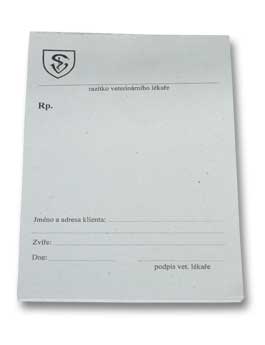 razítko veterinárního lékaře
Rp.
Jméno a adresa klienta:
Zvíře:
Dne:
podpis vet. lékaře